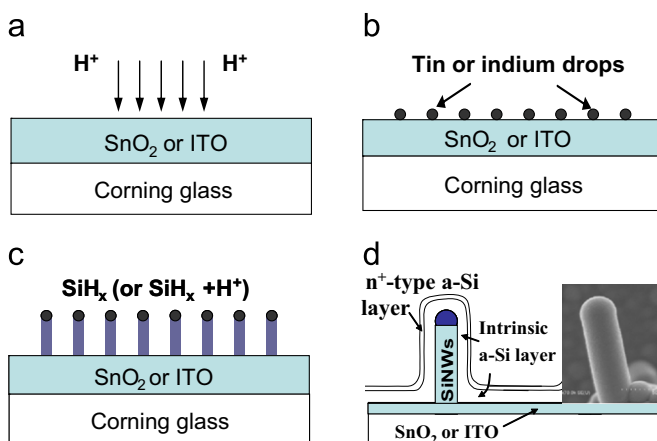 a
H⁺ H⁺
SnO₂ or ITO
Corning glass
b
Tin or indium drops
SnO₂ or ITO
Corning glass
c
SiHₓ (or SiHₓ +H⁺)
SnO₂ or ITO
Corning glass
d
n⁺-type a-Si
layer
Intrinsic
a-Si layer
SiNWs
SnO₂ or ITO